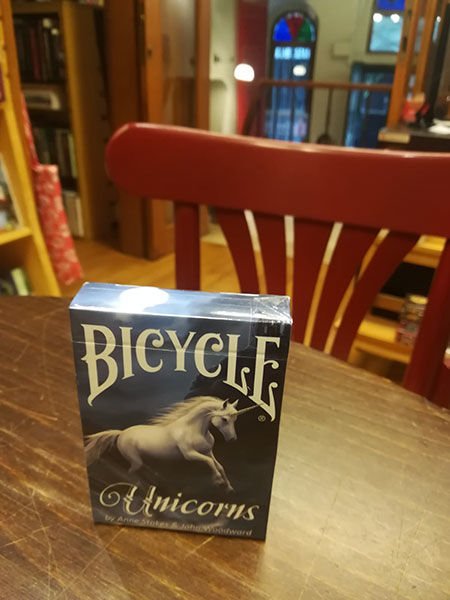 BICYCLE®
Unicorns
by Anne Stokes & John Woodward